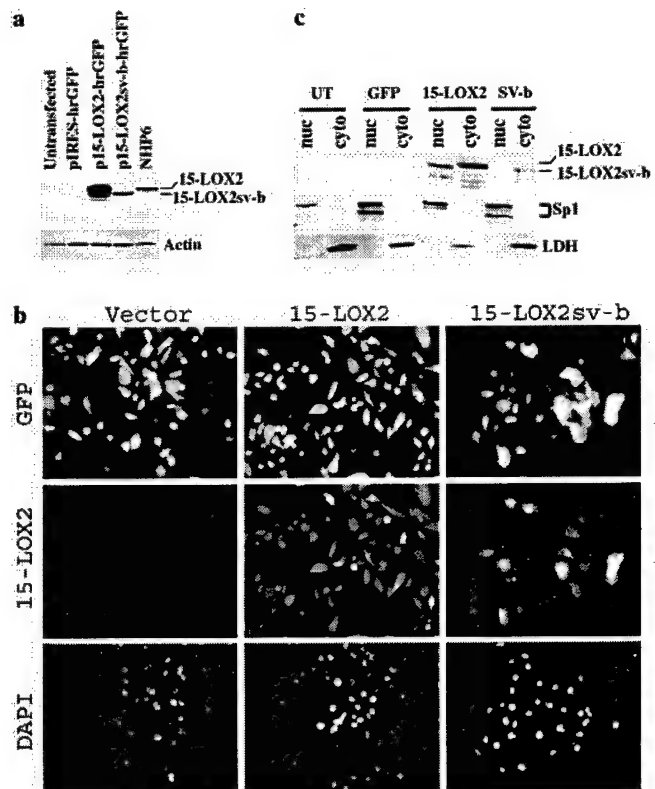 a
Untransfected
pIRES-hrGFP
p15-LOX2-hrGFP
p15-LOX2sv-b-hrGFP
NHP6
15-LOX2
15-LOX2sv-b
Actin
c
UT GFP 15-LOX2 SV-b
nuc cyto nuc cyto nuc cyto nuc cyto
15-LOX2
15-LOX2sv-b
Sp1
LDH
b
Vector 15-LOX2 15-LOX2sv-b
GFP
15-LOX2
DAPI